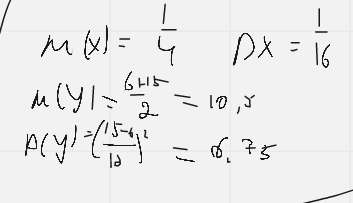 M(X) = 1/4 DX = 1/16
M(Y) = 6+15/2 = 10,5
D(Y) = (15-6/12)² = 6,75